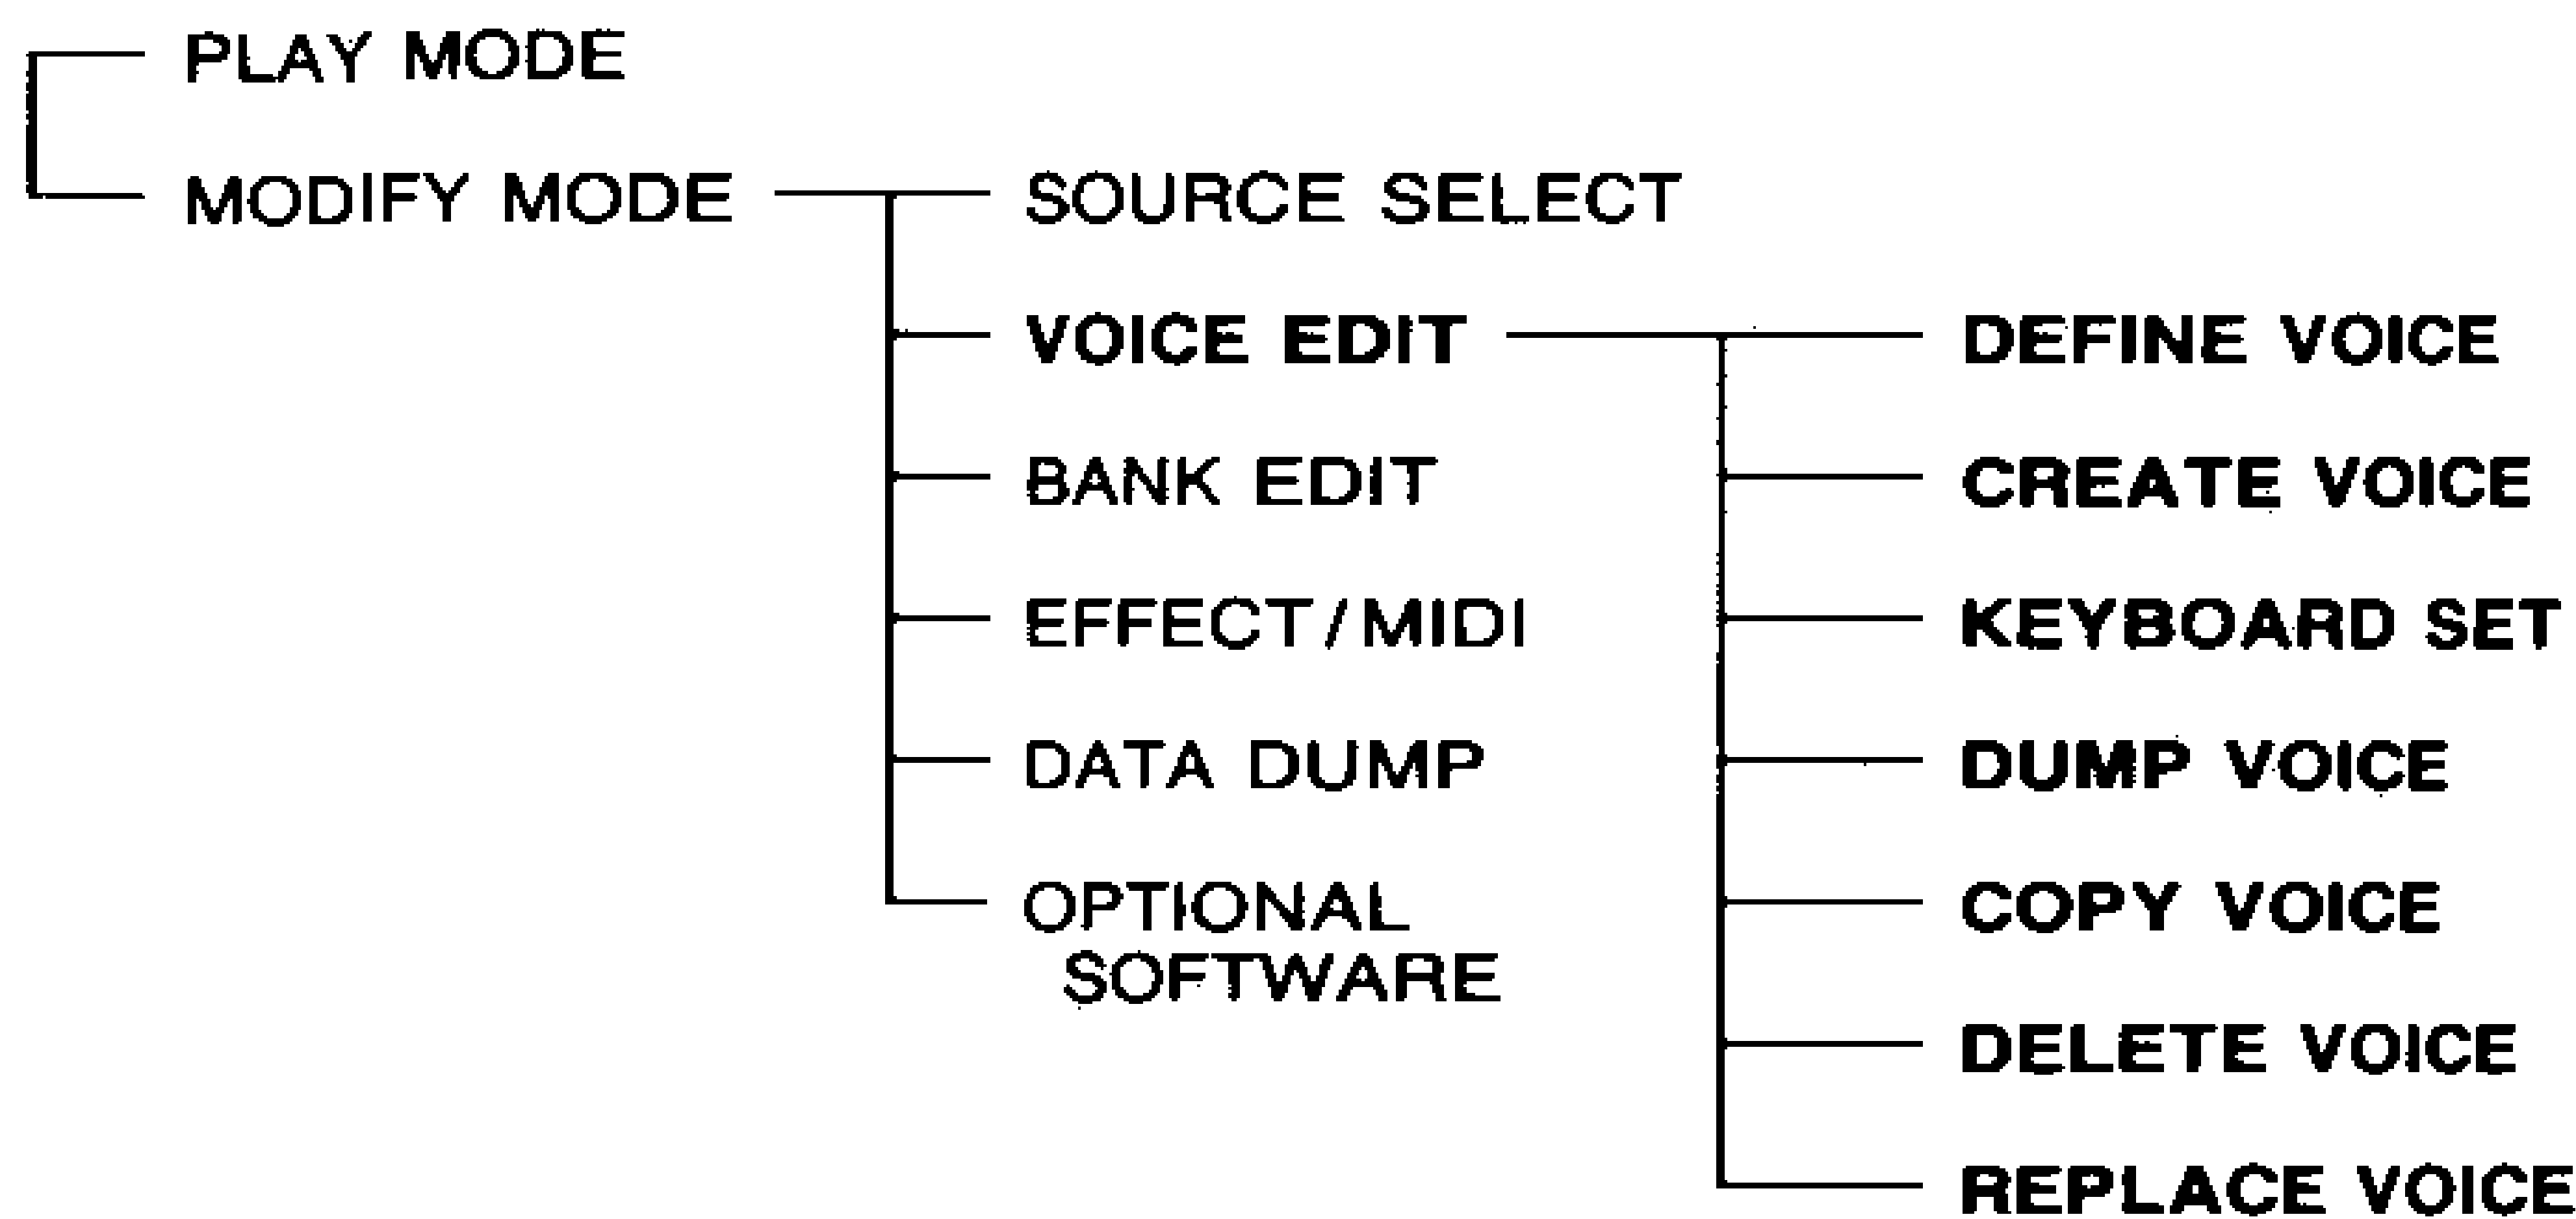 PLAY MODE
MODIFY MODE
SOURCE SELECT
VOICE EDIT
BANK EDIT
EFFECT/MIDI
DATA DUMP
OPTIONAL
SOFTWARE
DEFINE VOICE
CREATE VOICE
KEYBOARD SET
DUMP VOICE
COPY VOICE
DELETE VOICE
REPLACE VOICE